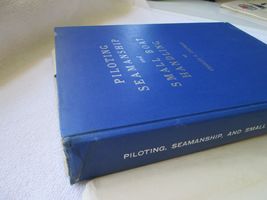 PILOTING
SEAMANSHIP
and
SMALL BOAT
HANDLING
PILOTING, SEAMANSHIP, AND SMALL